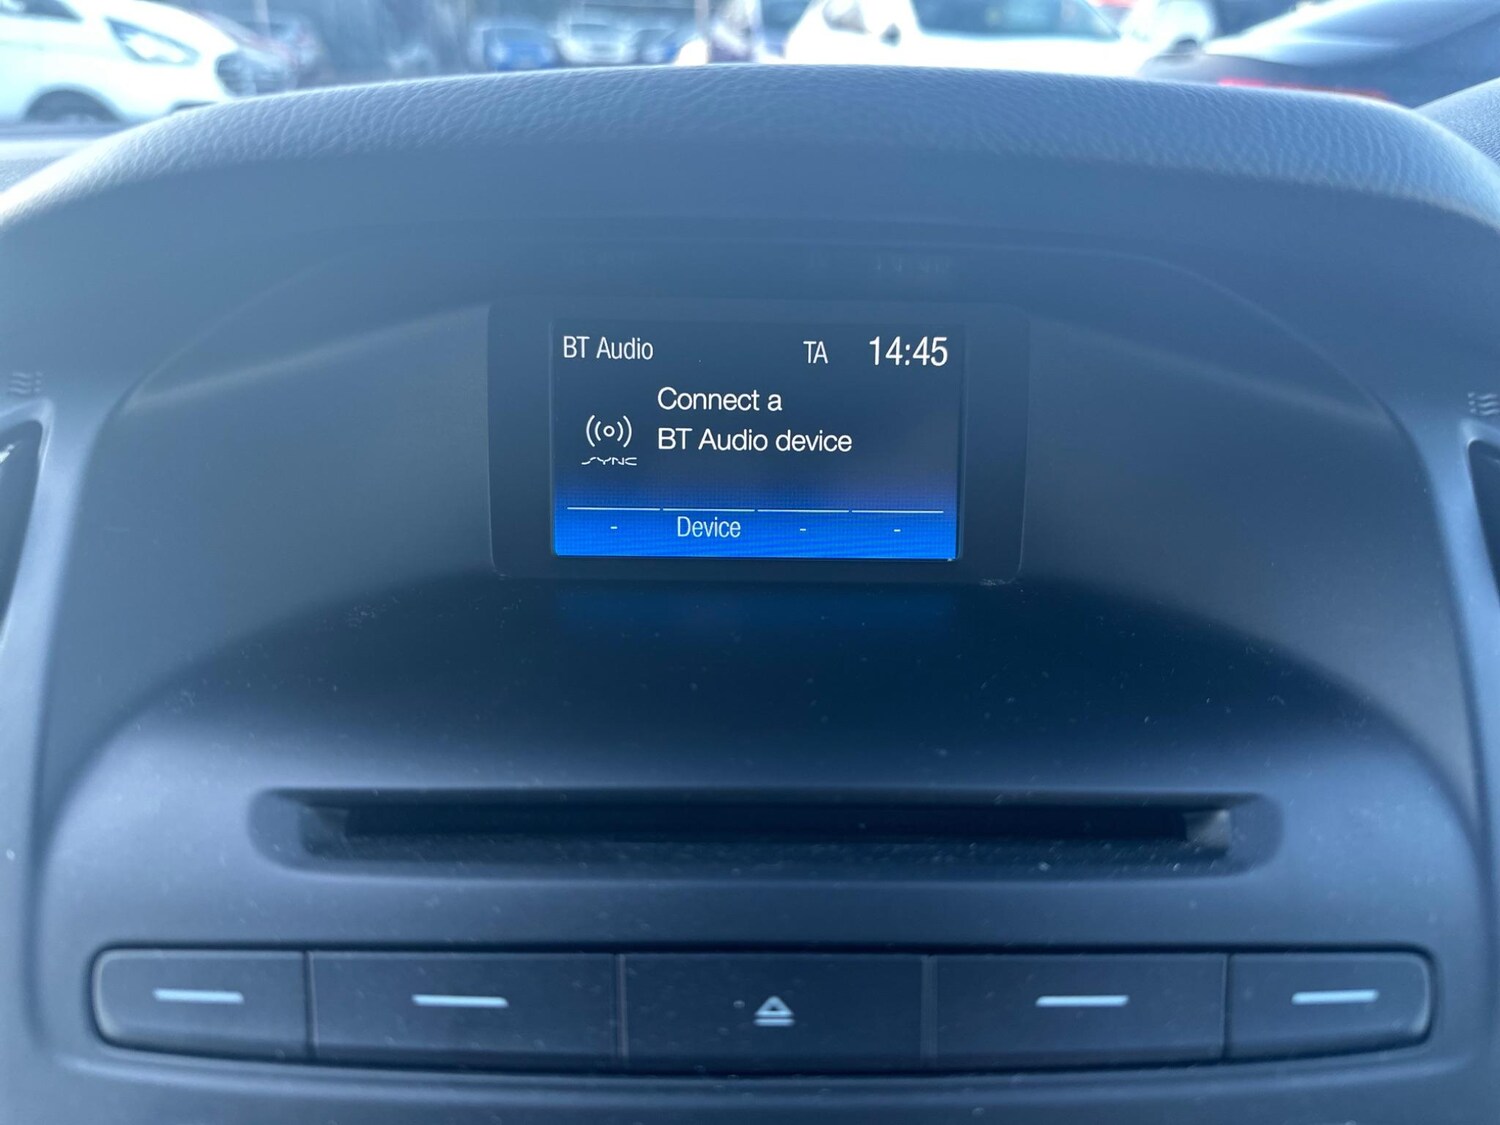 BT Audio TA 14:45
Connect a
BT Audio device
SYNC
- Device - -